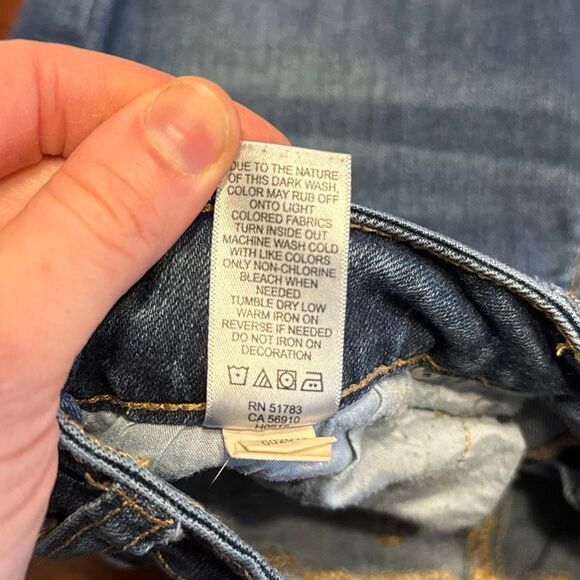 DUE TO THE NATURE
OF THIS DARK WASH,
COLOR MAY RUB OFF
ONTO LIGHT
COLORED FABRICS
TURN INSIDE OUT
MACHINE WASH COLD
WITH LIKE COLORS
ONLY NON-CHLORINE
BLEACH WHEN
NEEDED
TUMBLE DRY LOW
WARM IRON ON
REVERSE IF NEEDED
DO NOT IRON ON
DECORATION
RN 51783
CA 56910